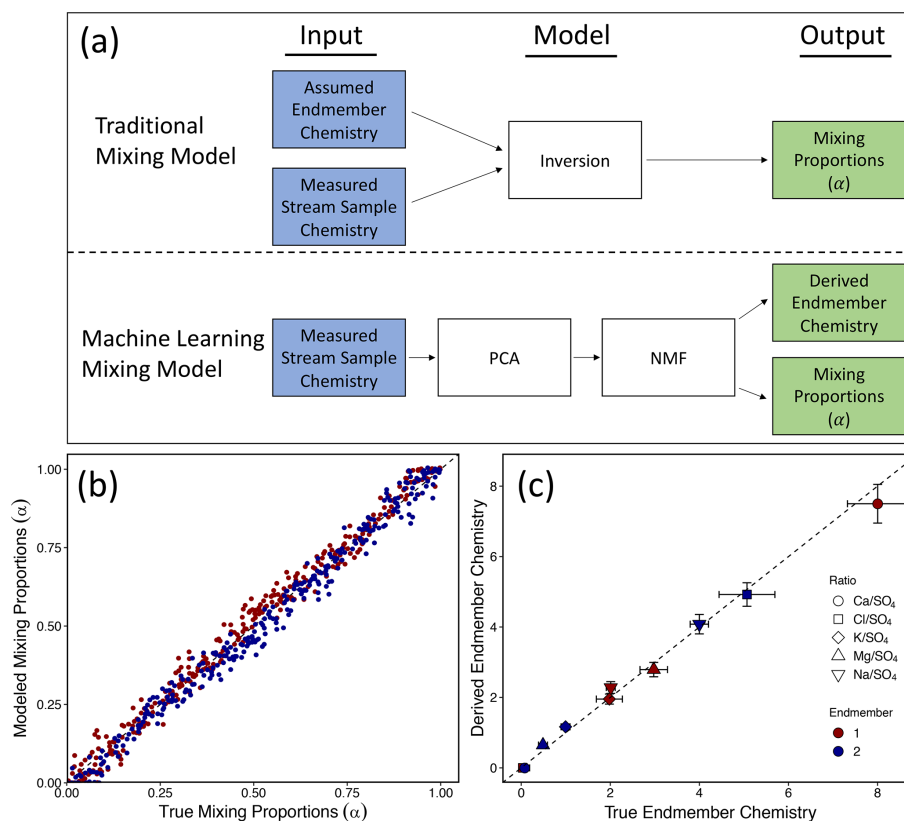 (a)
Input
Model
Output
Traditional
Mixing Model
Assumed
Endmember
Chemistry
Measured
Stream Sample
Chemistry
Inversion
Mixing
Proportions
(α)
Machine Learning
Mixing Model
Measured
Stream Sample
Chemistry
PCA
NMF
Derived
Endmember
Chemistry
Mixing
Proportions
(α)
(b)
Modeled Mixing Proportions (α)
1.00
0.75
0.50
0.25
0.00
0.00 0.25 0.50 0.75 1.00
True Mixing Proportions (α)
(c)
Derived Endmember Chemistry
8
6
4
2
0
0 2 4 6 8
True Endmember Chemistry
Ratio
Ca/SO₄
Cl/SO₄
K/SO₄
Mg/SO₄
Na/SO₄
Endmember
1
2